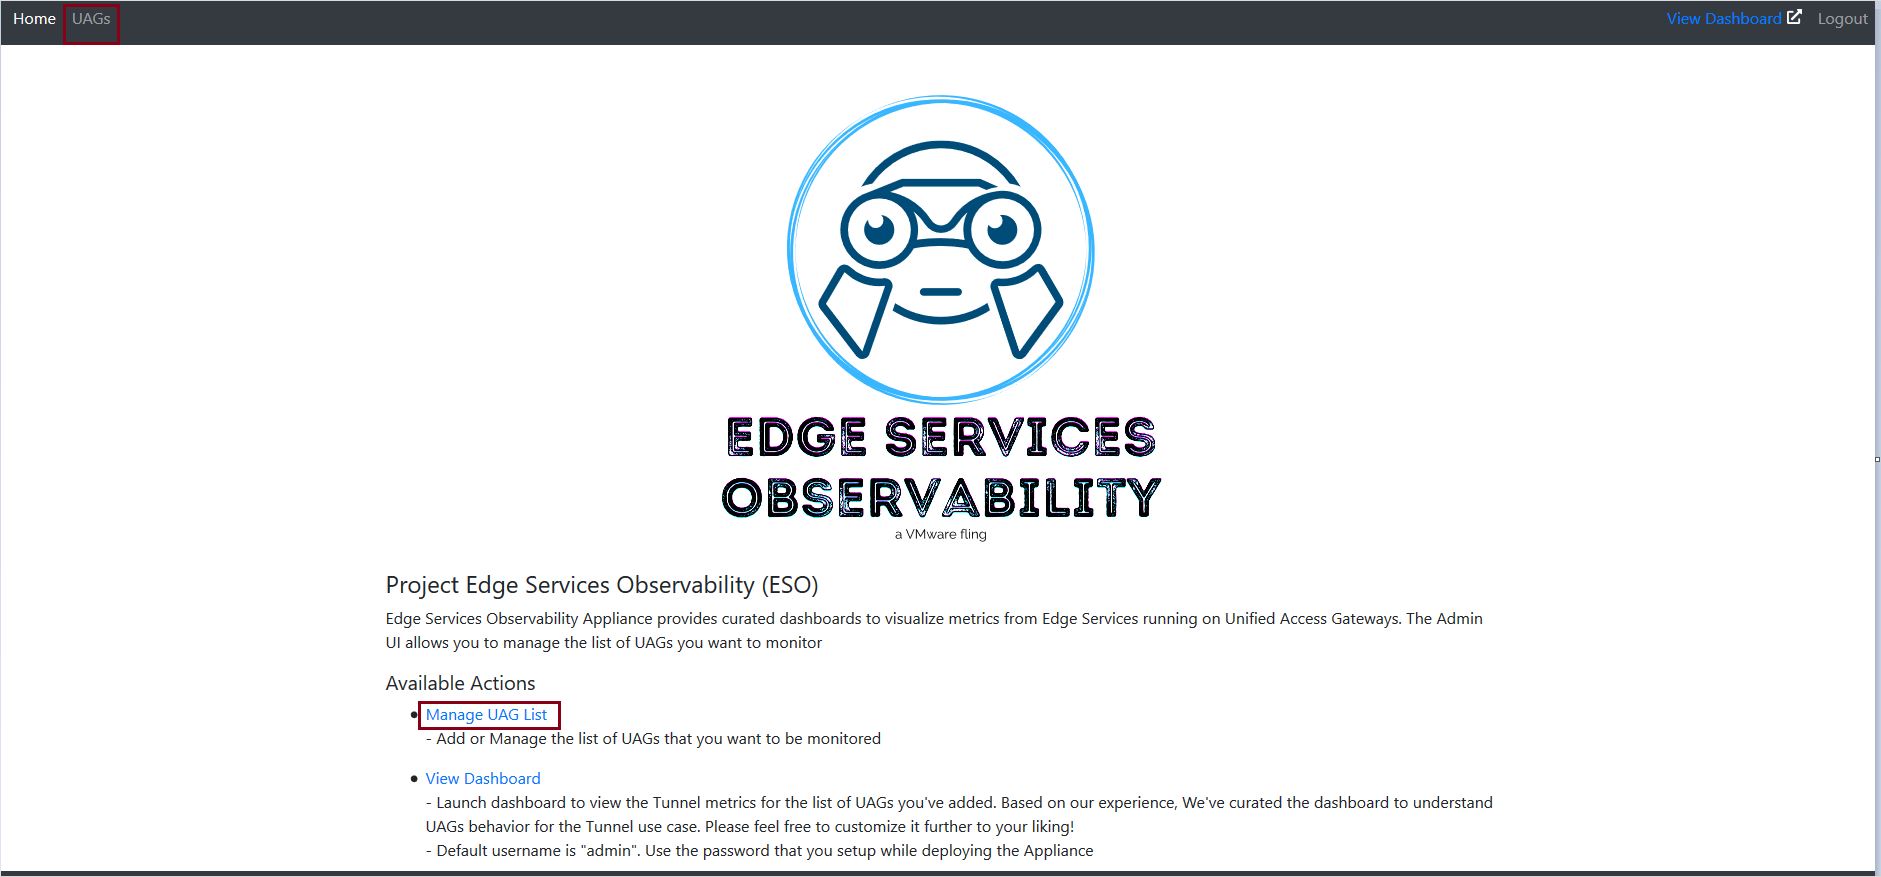 Home UAGs View Dashboard Logout
EDGE SERVICES
OBSERVABILITY
a VMware fling
Project Edge Services Observability (ESO)
Edge Services Observability Appliance provides curated dashboards to visualize metrics from Edge Services running on Unified Access Gateways. The Admin
UI allows you to manage the list of UAGs you want to monitor
Available Actions
Manage UAG List
- Add or Manage the list of UAGs that you want to be monitored
View Dashboard
- Launch dashboard to view the Tunnel metrics for the list of UAGs you've added. Based on our experience, We've curated the dashboard to understand
UAGs behavior for the Tunnel use case. Please feel free to customize it further to your liking!
- Default username is "admin". Use the password that you setup while deploying the Appliance